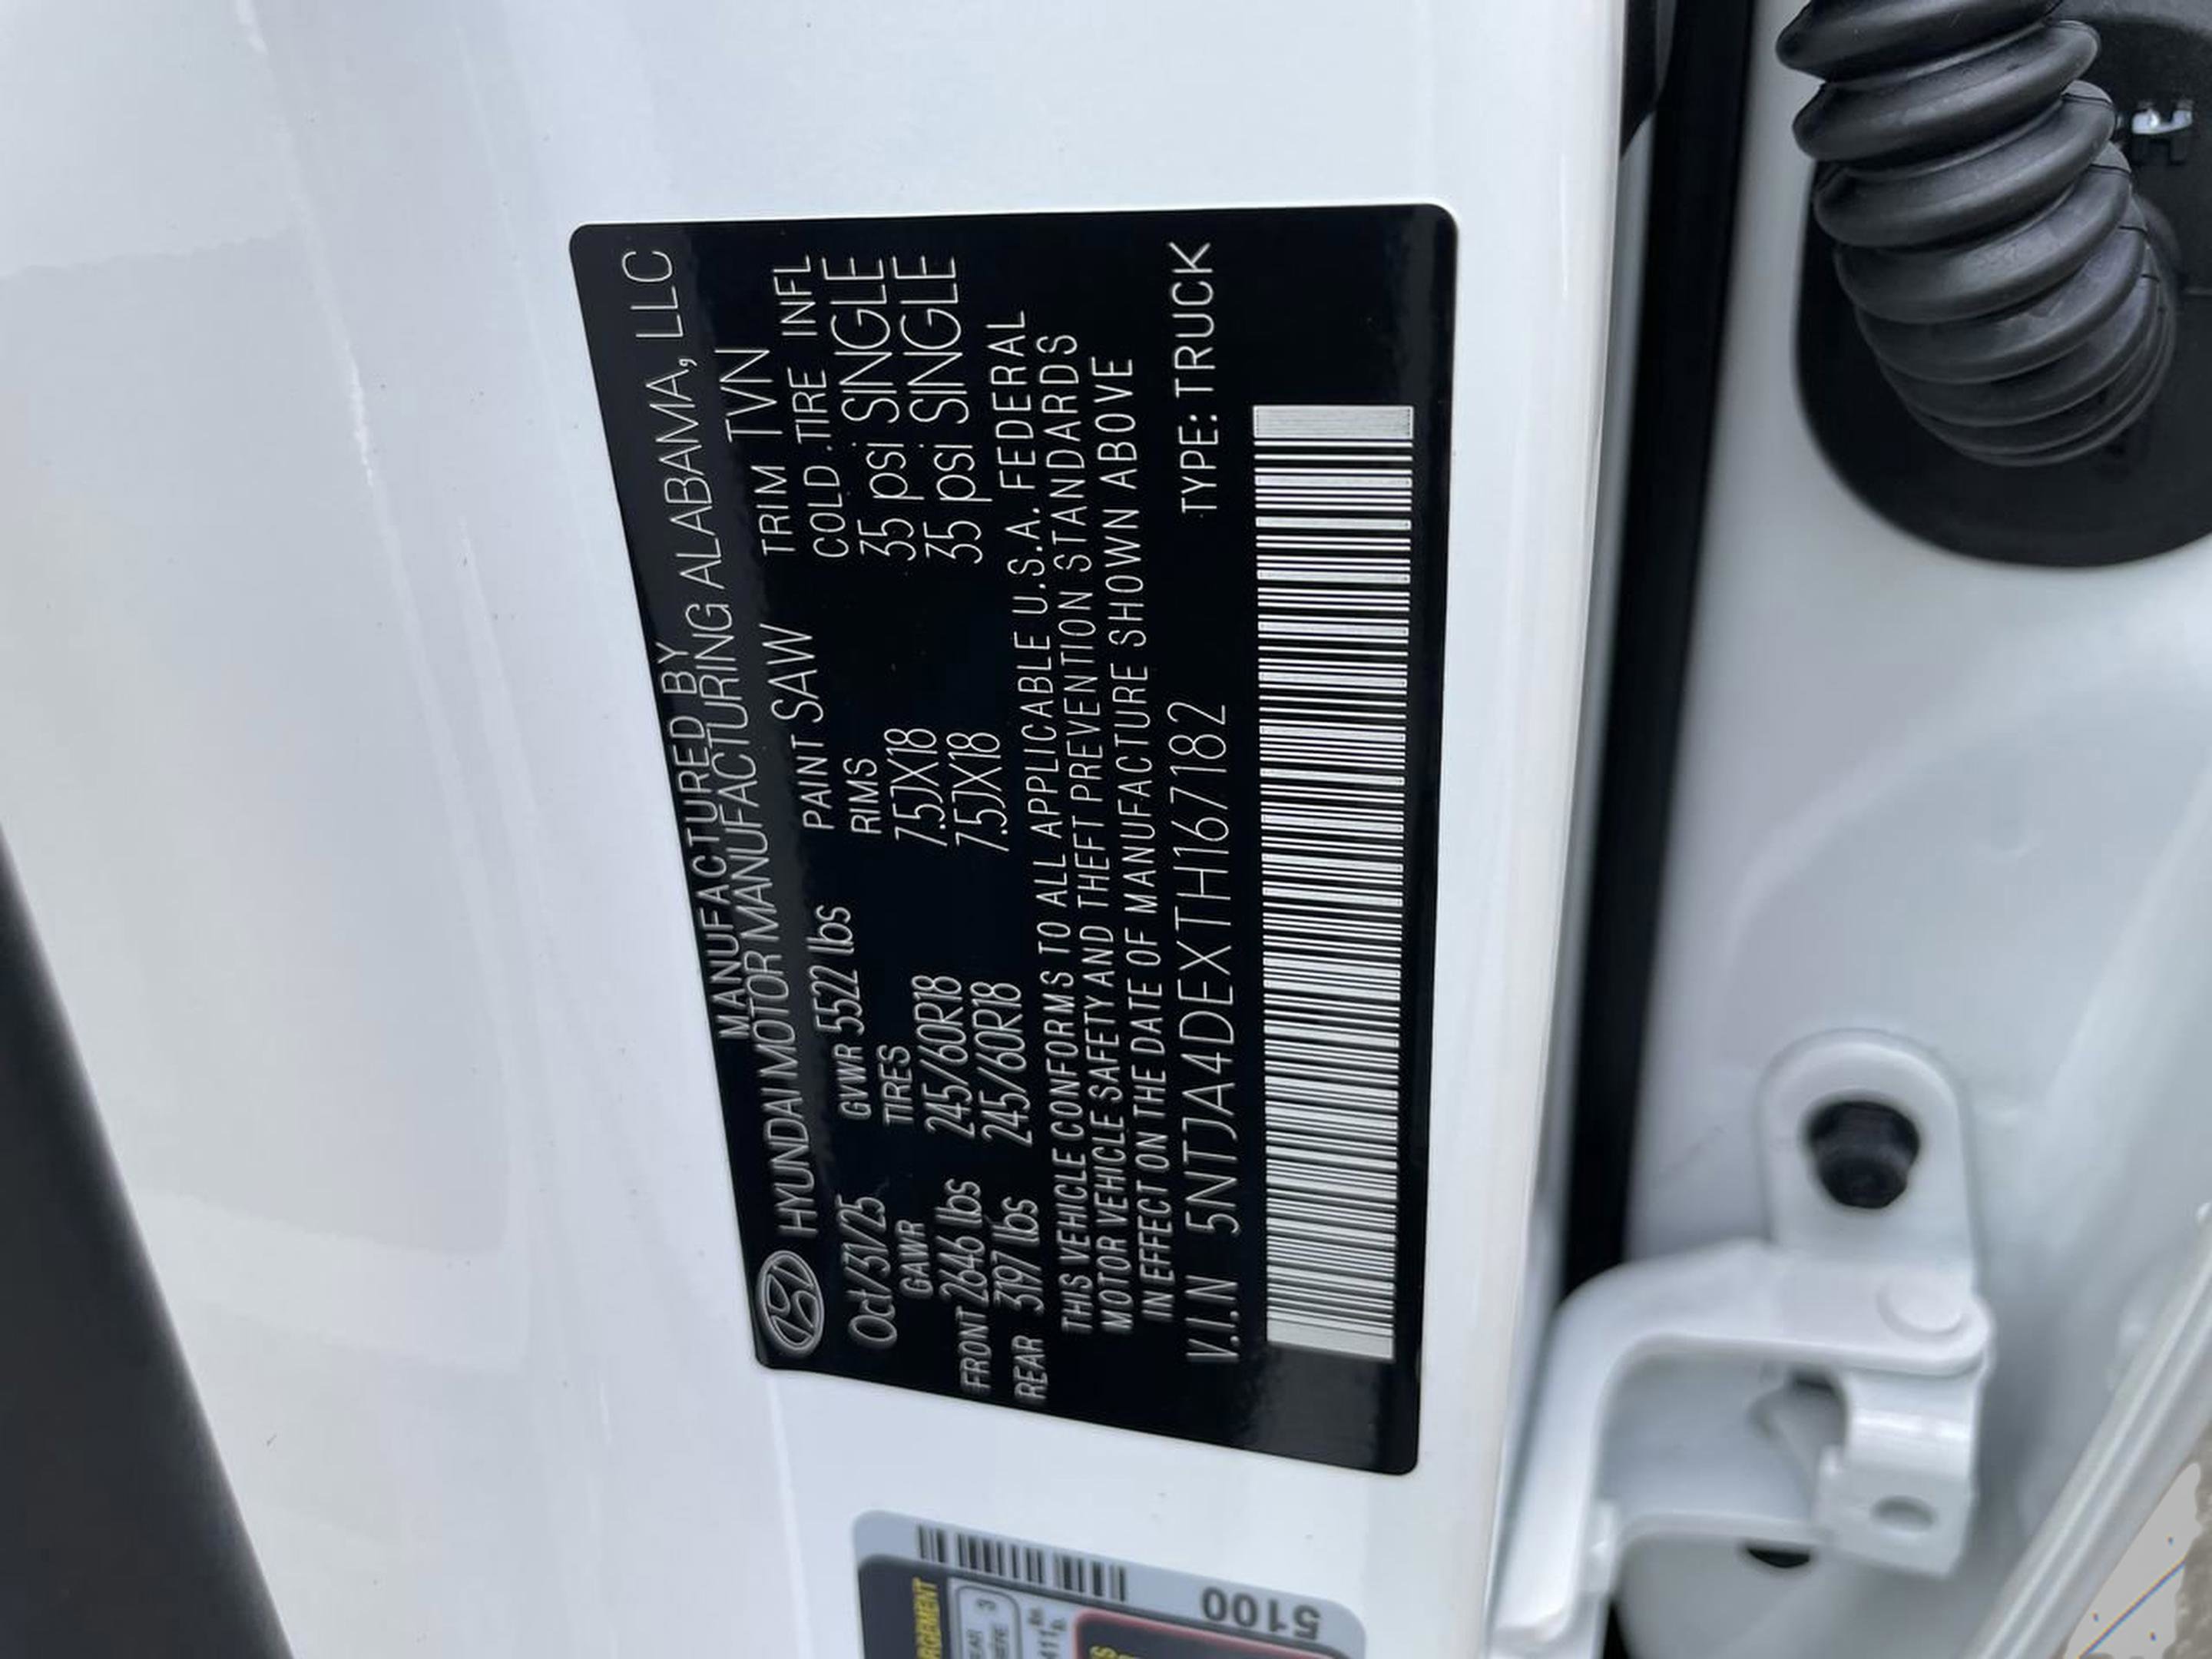 MANUFACTURED BY
HYUNDAI MOTOR MANUFACTURING ALABAMA, LLC
Oct/31/25 GVWR 5522 lbs PAINT SAW TRIM TVN
GAWR TIRES RIMS COLD TIRE INFL
FRONT 2646 lbs 245/60R18 7.5JX18 35 psi SINGLE
REAR 3197 lbs 245/60R18 7.5JX18 35 psi SINGLE
THIS VEHICLE CONFORMS TO ALL APPLICABLE U.S.A. FEDERAL
MOTOR VEHICLE SAFETY AND THEFT PREVENTION STANDARDS
IN EFFECT ON THE DATE OF MANUFACTURE SHOWN ABOVE
V.I.N 5NTJA4DEXTH167182 TYPE: TRUCK
5100